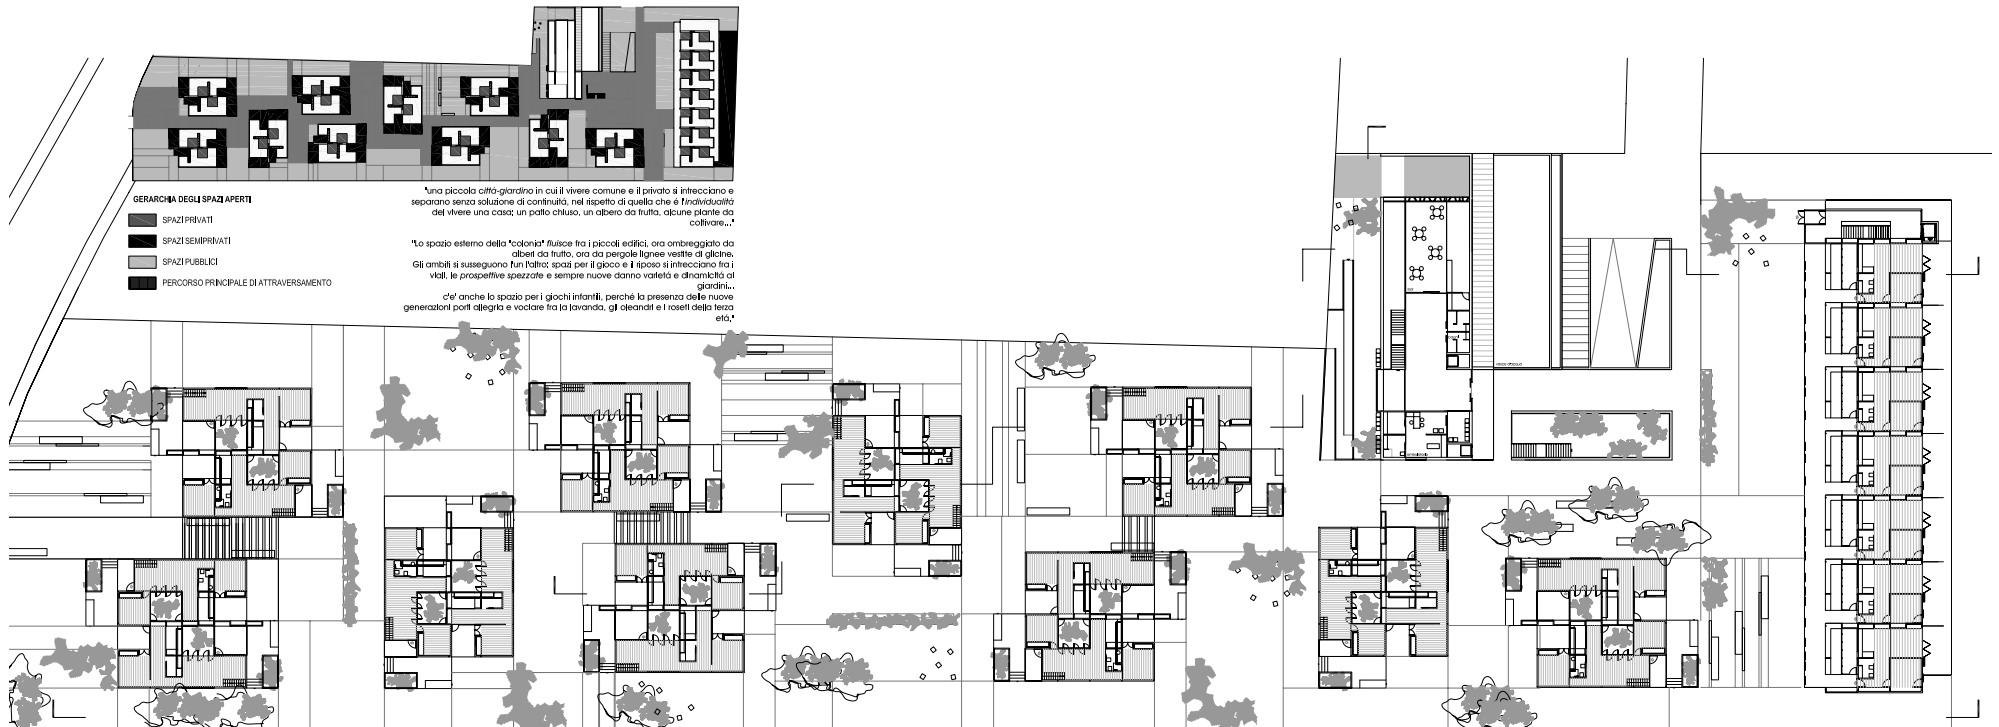 GERARCHIA DEGLI SPAZI APERTI
SPAZI PRIVATI
SPAZI SEMIPRIVATI
SPAZI PUBBLICI
PERCORSO PRINCIPALE DI ATTRAVERSAMENTO
"una piccola città-giardino in cui il vivere comune e il privato si intrecciano e
separano senza soluzione di continuità, nel rispetto di quella che è l'individualità
del vivere una casa: un patio chiuso, un albero da frutta, alcune piante da
coltivare..."
"Lo spazio esterno della "colonia" fluisce fra i piccoli edifici, ora ombreggiato da
alberi da frutto, ora da pergole lignee vestite di glicine.
Gli ambiti si susseguono l'un l'altro: spazi per il gioco e il riposo si intrecciano fra i
viali, le prospettive spezzate e sempre nuove danno varietà e dinamicità ai
giardini...
c'e' anche lo spazio per i giochi infantili, perché la presenza delle nuove
generazioni porti allegria e vociare fra la lavanda, gli oleandri e i roseti della terza
età."